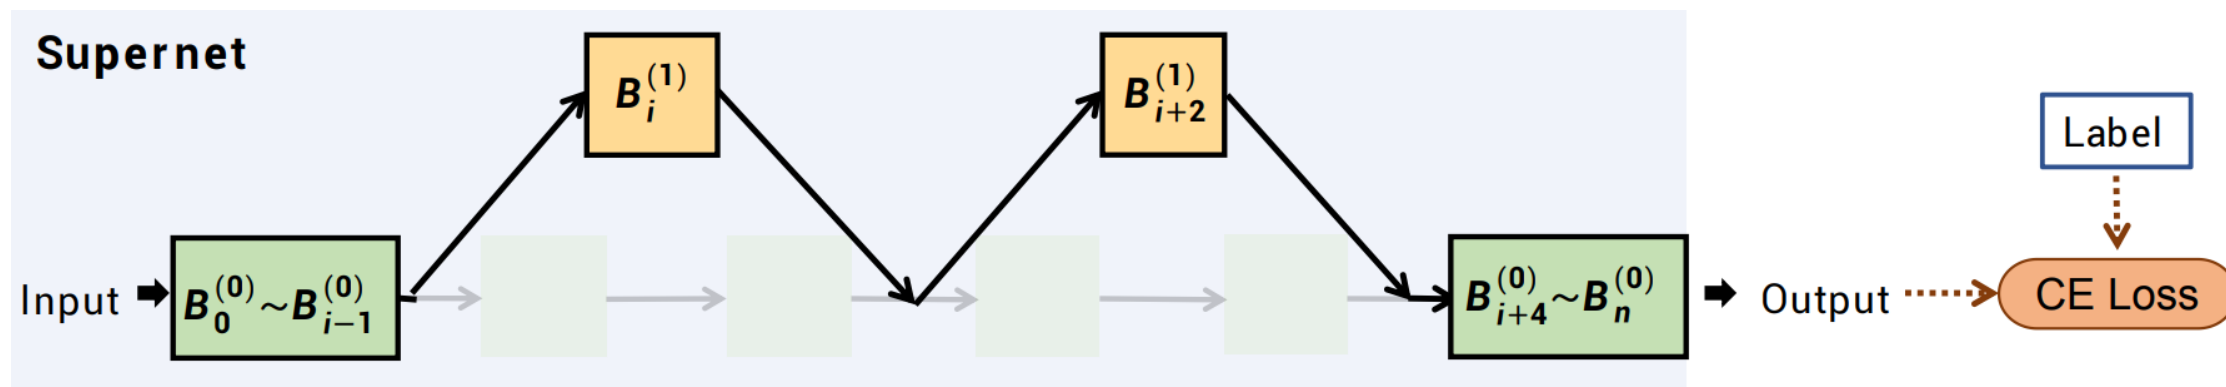 Supernet
B_i^(1)
B_{i+2}^(1)
Label
Input
B_0^(0)~B_{i−1}^(0)
B_{i+4}^(0)~B_n^(0)
Output
CE Loss